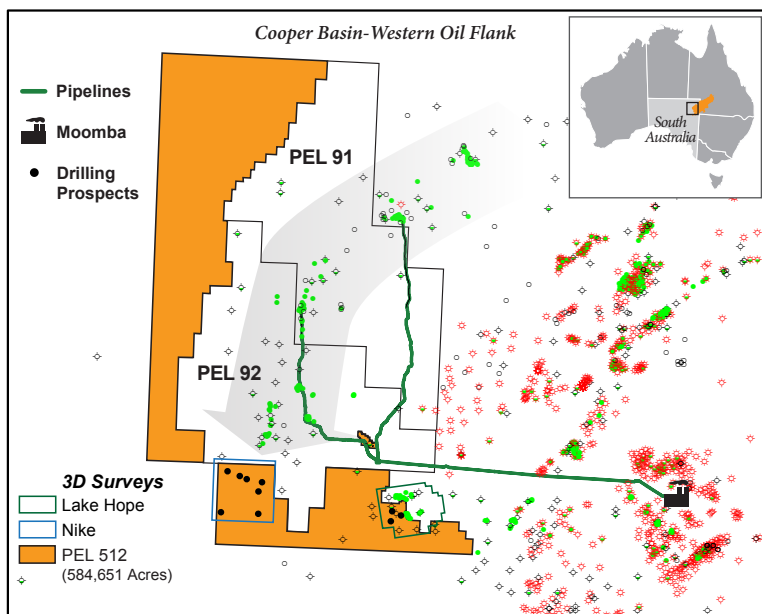 Cooper Basin-Western Oil Flank
Pipelines
Moomba
Drilling
Prospects
PEL 91
South
Australia
PEL 92
3D Surveys
Lake Hope
Nike
PEL 512
(584,651 Acres)